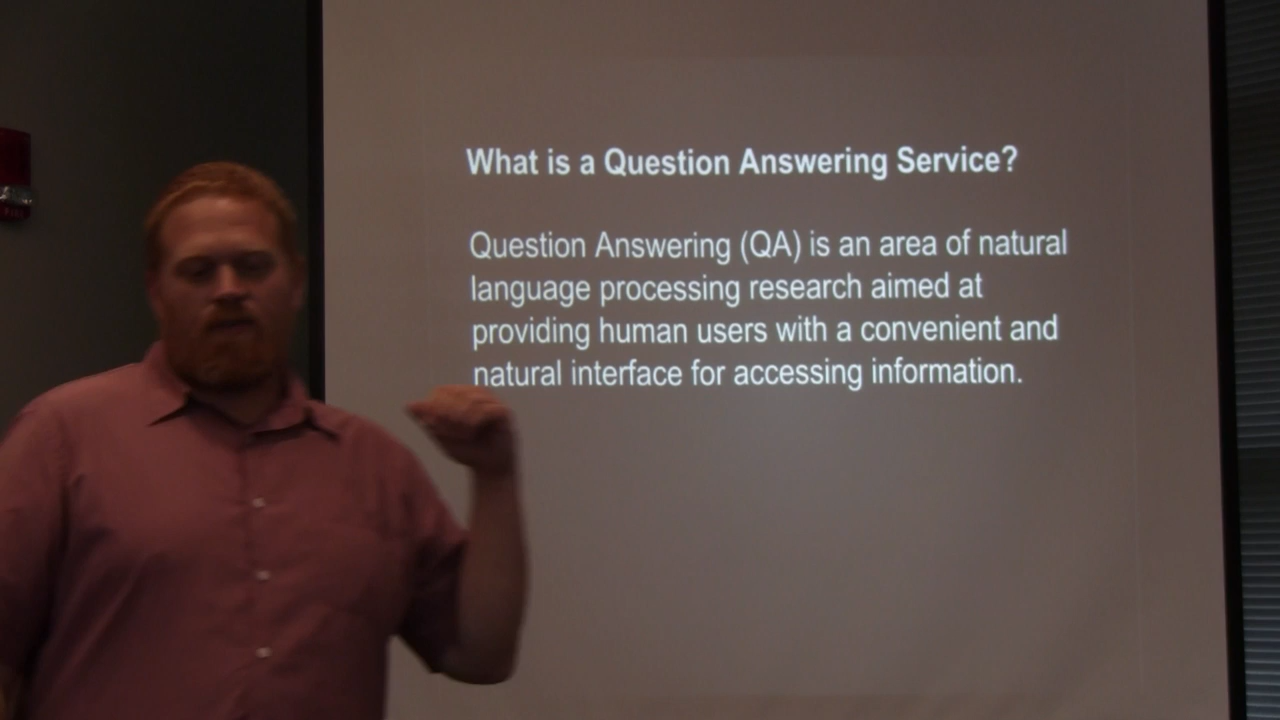 What is a Question Answering Service?
Question Answering (QA) is an area of natural
language processing research aimed at
providing human users with a convenient and
natural interface for accessing information.